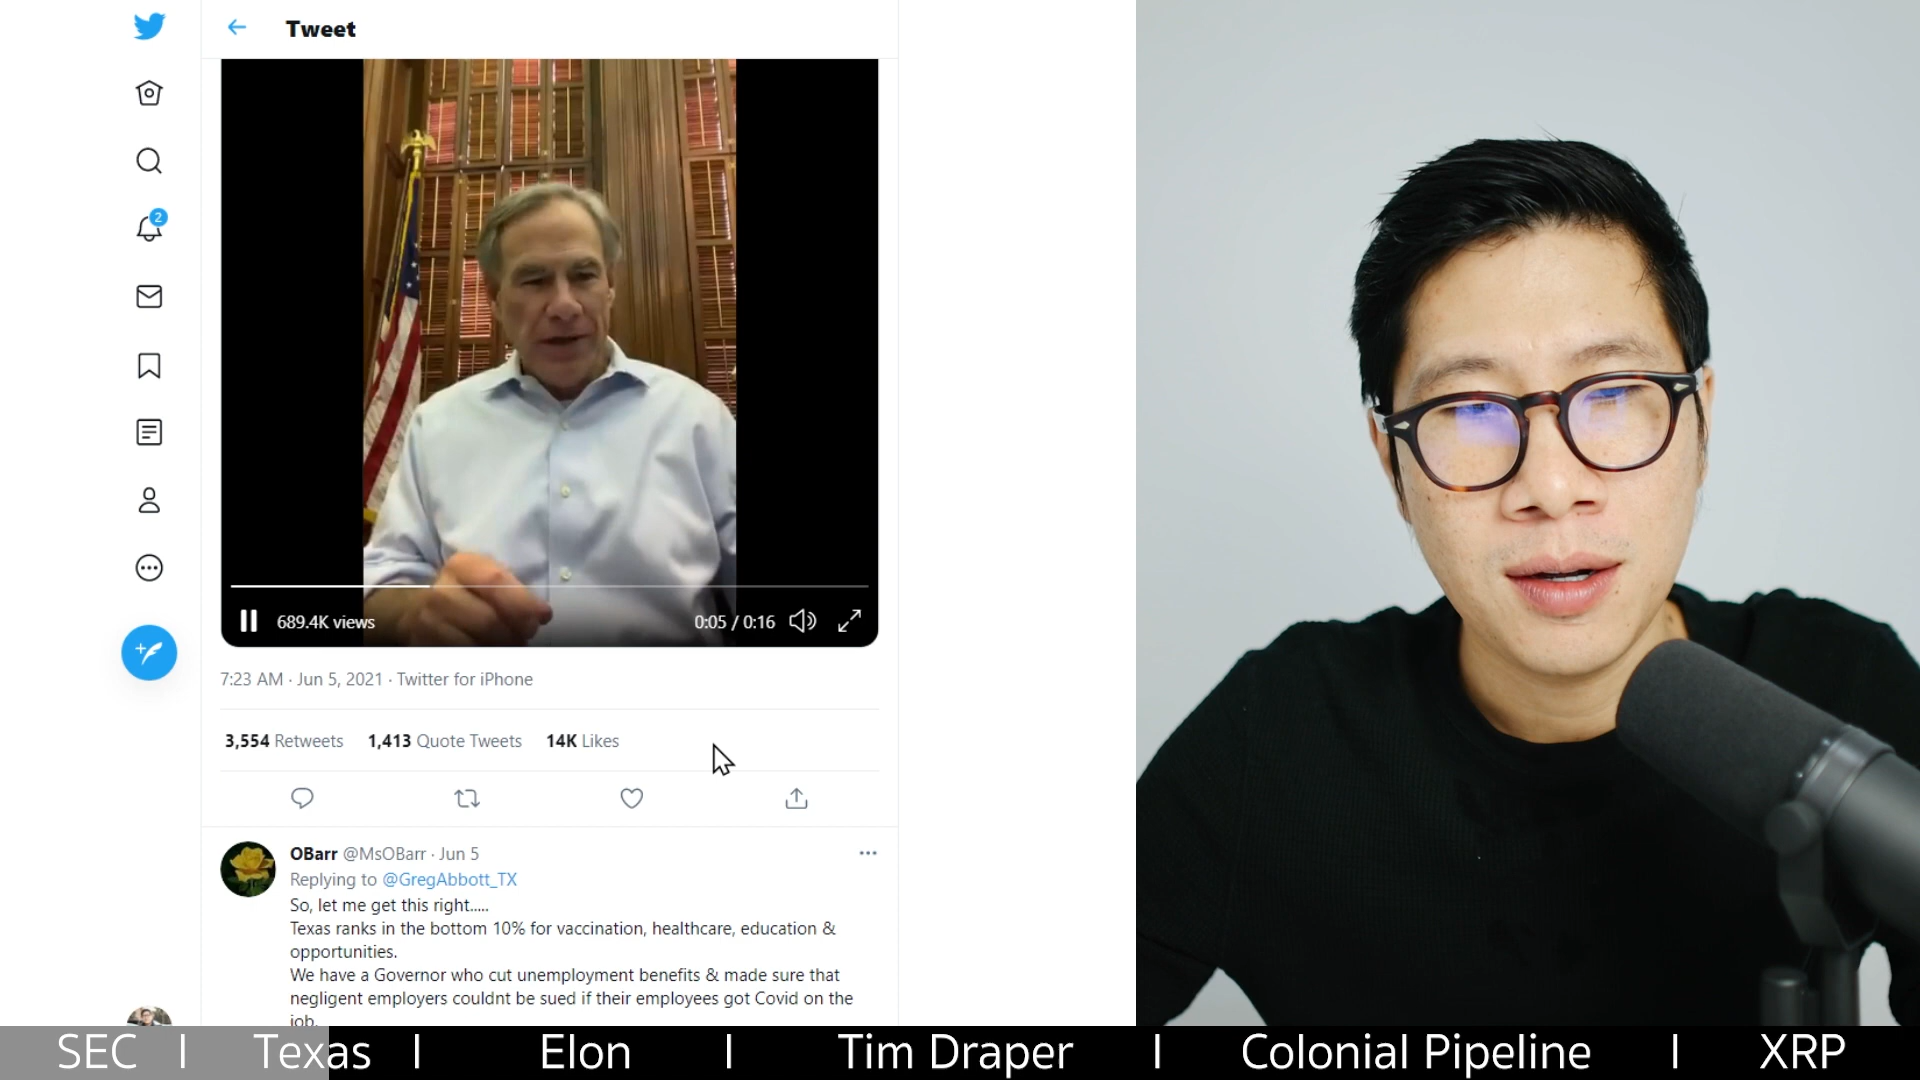 Tweet
2
689.4K views
0:05 / 0:16
7:23 AM · Jun 5, 2021 · Twitter for iPhone
3,554 Retweets 1,413 Quote Tweets 14K Likes
OBarr @MsOBarr · Jun 5
Replying to @GregAbbott_TX
So, let me get this right.....
Texas ranks in the bottom 10% for vaccination, healthcare, education &
opportunities.
We have a Governor who cut unemployment benefits & made sure that
negligent employers couldnt be sued if their employees got Covid on the
job.
SEC | Texas | Elon | Tim Draper | Colonial Pipeline | XRP